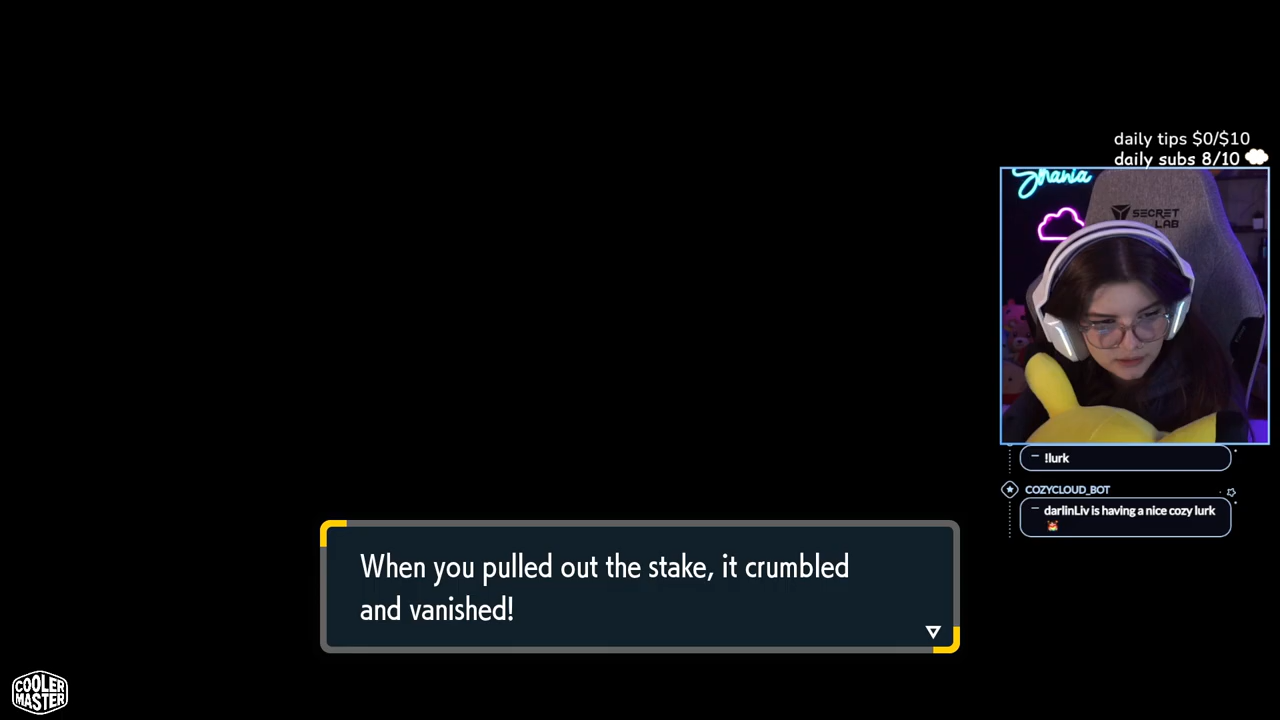 daily tips $0/$10
daily subs 8/10
Shania
SECRET
LAB
– !lurk
COZYCLOUD_BOT
– darlinLiv is having a nice cozy lurk
When you pulled out the stake, it crumbled
and vanished!
COOLER
MASTER